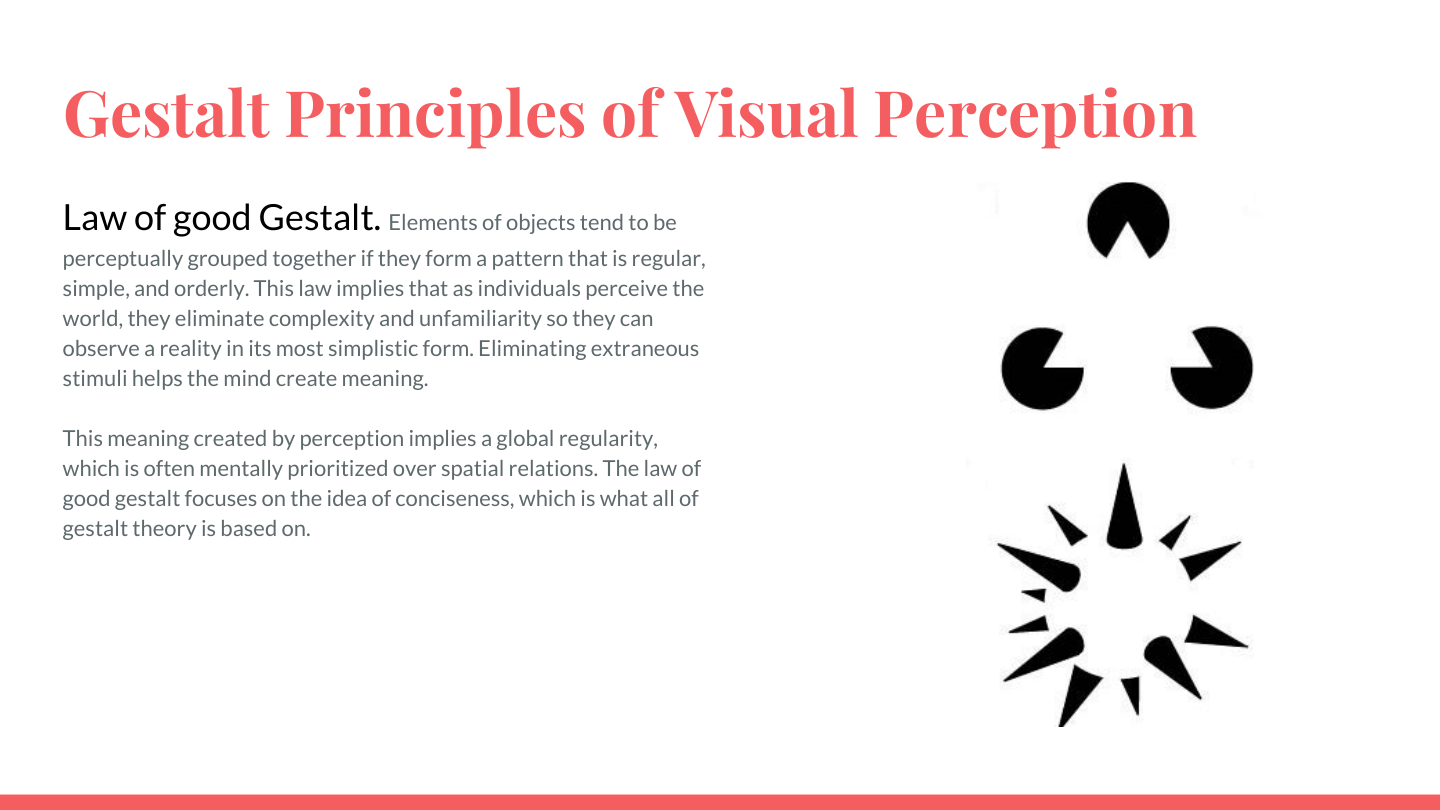 Gestalt Principles of Visual Perception
Law of good Gestalt. Elements of objects tend to be
perceptually grouped together if they form a pattern that is regular,
simple, and orderly. This law implies that as individuals perceive the
world, they eliminate complexity and unfamiliarity so they can
observe a reality in its most simplistic form. Eliminating extraneous
stimuli helps the mind create meaning.
This meaning created by perception implies a global regularity,
which is often mentally prioritized over spatial relations. The law of
good gestalt focuses on the idea of conciseness, which is what all of
gestalt theory is based on.